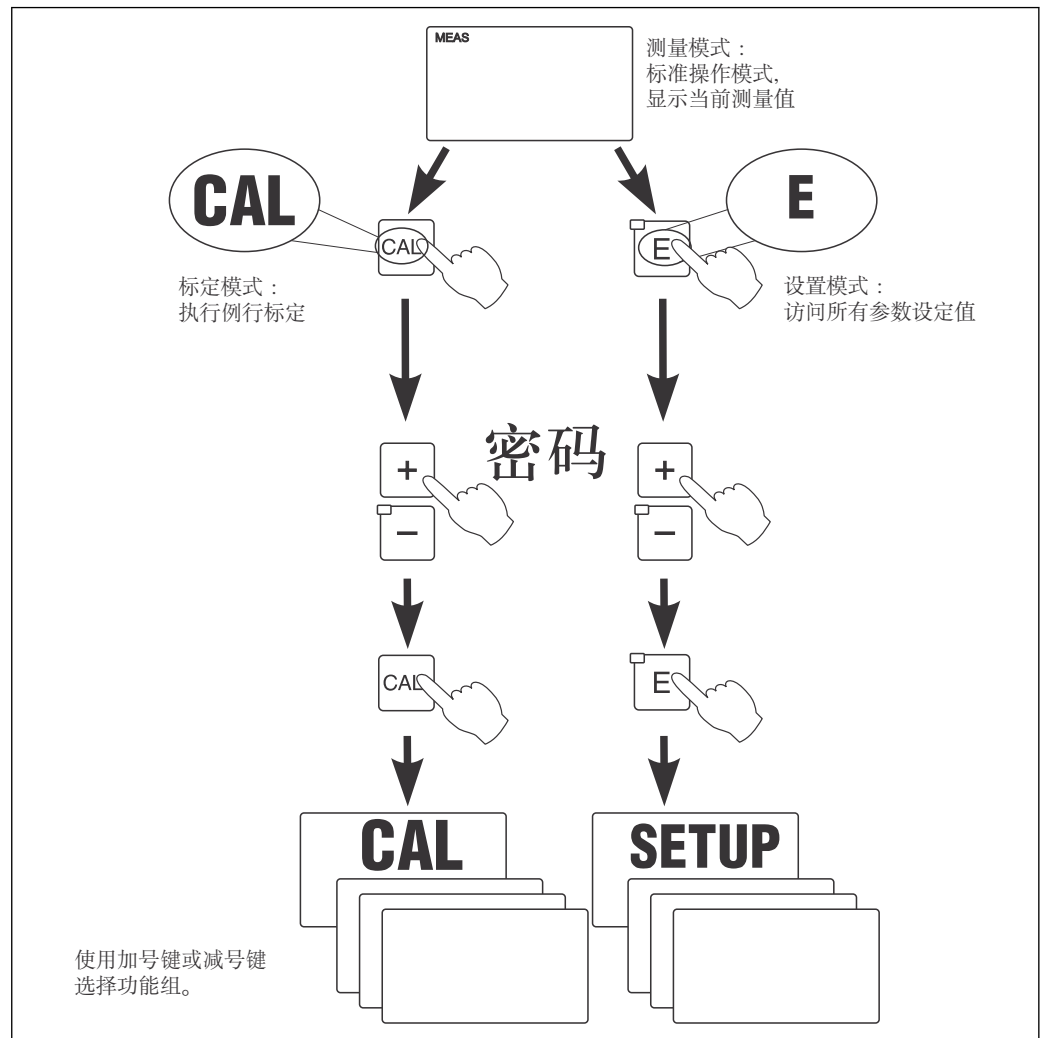 MEAS
测量模式：
标准操作模式,
显示当前测量值
CAL
CAL
E
E
标定模式：
执行例行标定
设置模式：
访问所有参数设定值
密码
+
+
−
−
CAL
E
CAL
SETUP
使用加号键或减号键
选择功能组。